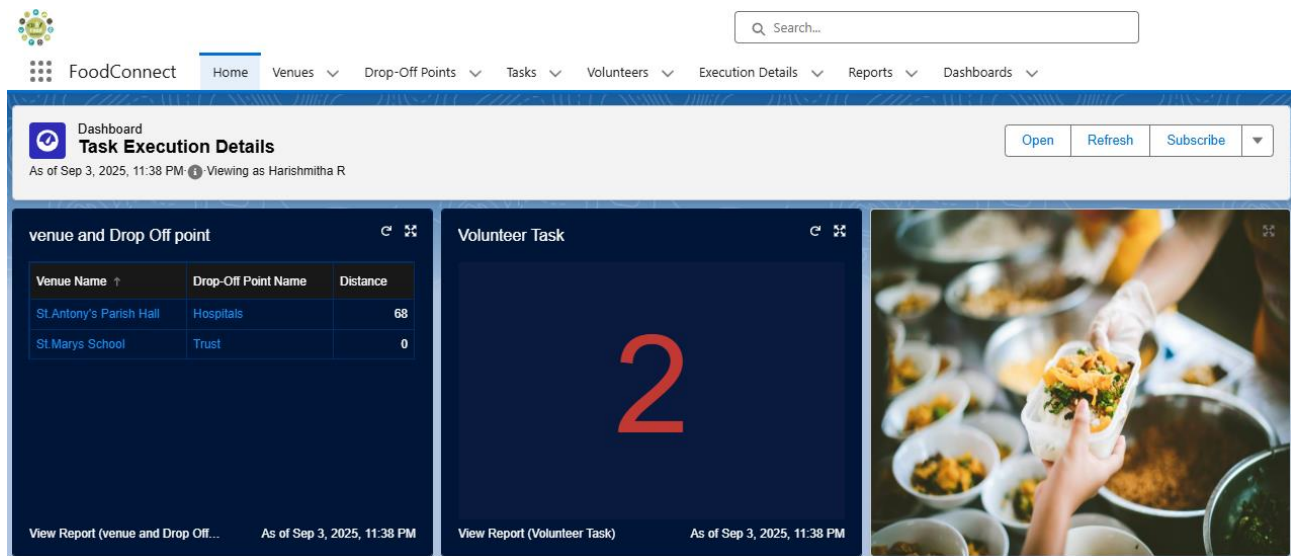 Search...
FoodConnect Home Venues Drop-Off Points Tasks Volunteers Execution Details Reports Dashboards
Dashboard
Task Execution Details
As of Sep 3, 2025, 11:38 PM Viewing as Harishmitha R
Open Refresh Subscribe
venue and Drop Off point
Venue Name ↑ Drop-Off Point Name Distance
St.Antony's Parish Hall Hospitals 68
St.Marys School Trust 0
View Report (venue and Drop Off... As of Sep 3, 2025, 11:38 PM
Volunteer Task
2
View Report (Volunteer Task) As of Sep 3, 2025, 11:38 PM